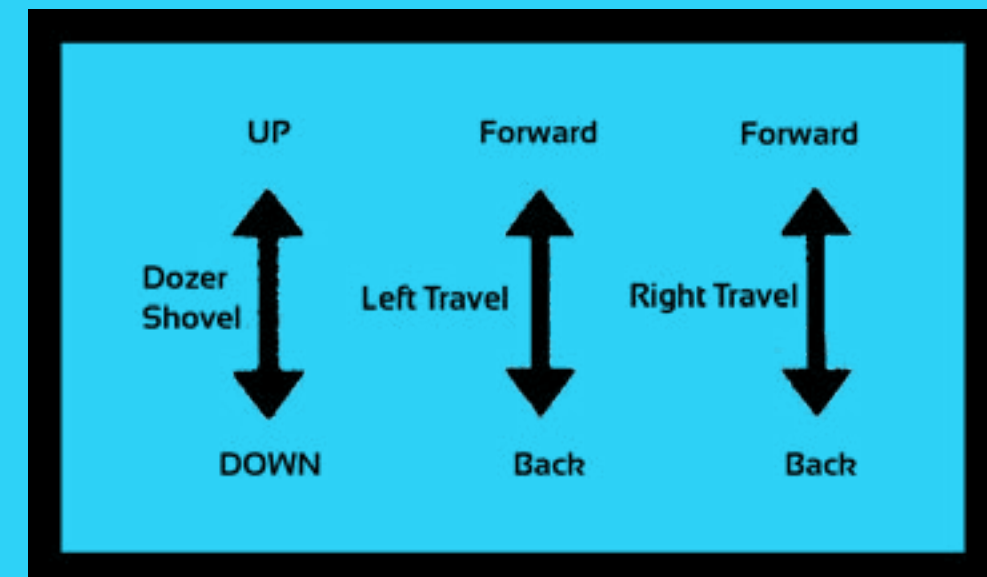 UP
Forward
Forward
Dozer
Shovel
Left Travel
Right Travel
DOWN
Back
Back